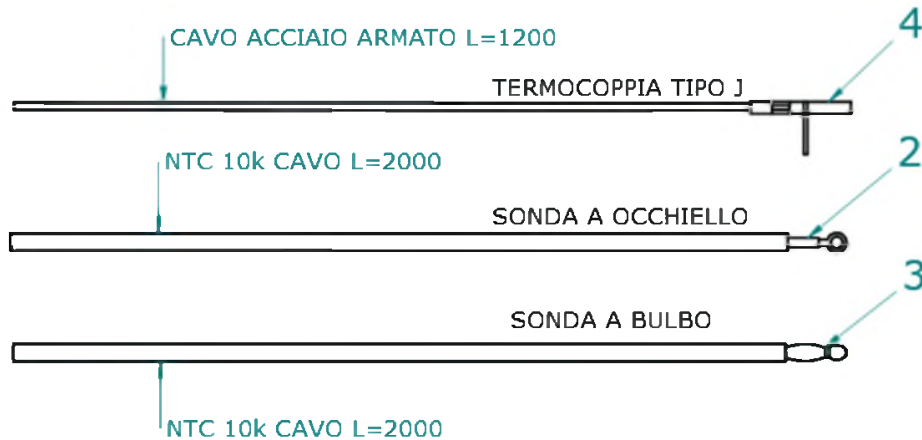 CAVO ACCIAIO ARMATO L=1200
4
TERMOCOPPIA TIPO J
NTC 10k CAVO L=2000
2
SONDA A OCCHIELLO
3
SONDA A BULBO
NTC 10k CAVO L=2000